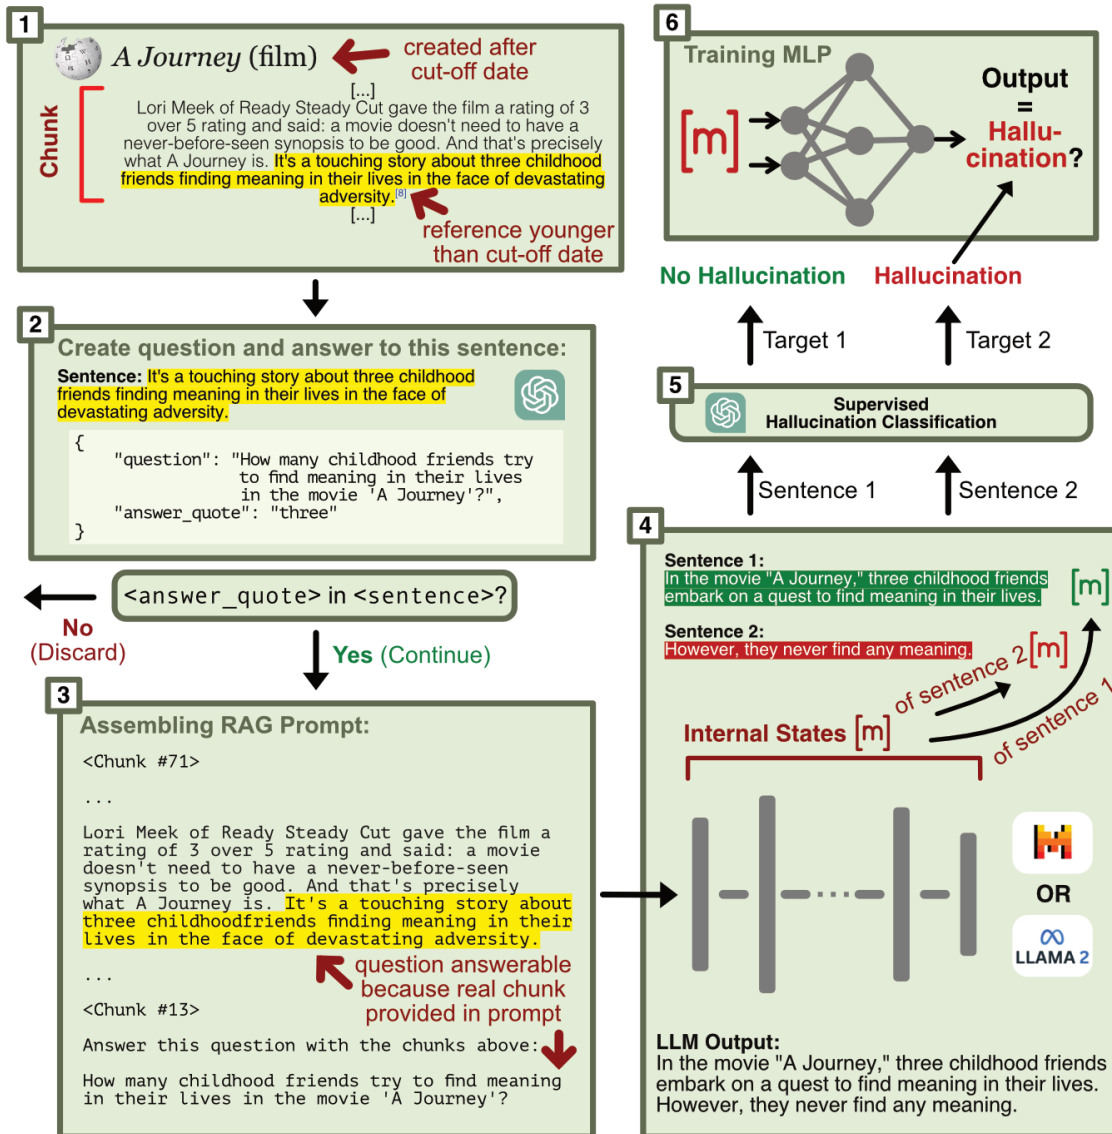 1
A Journey (film)
created after
cut-off date
Chunk
[...]
Lori Meek of Ready Steady Cut gave the film a rating of 3
over 5 rating and said: a movie doesn't need to have a
never-before-seen synopsis to be good. And that's precisely
what A Journey is. It's a touching story about three childhood
friends finding meaning in their lives in the face of devastating
adversity.[8]
[...]
reference younger
than cut-off date
2
Create question and answer to this sentence:
Sentence: It's a touching story about three childhood
friends finding meaning in their lives in the face of
devastating adversity.
{
"question": "How many childhood friends try
to find meaning in their lives
in the movie 'A Journey'?",
"answer_quote": "three"
}
<answer_quote> in <sentence>?
No
(Discard)
Yes (Continue)
3
Assembling RAG Prompt:
<Chunk #71>
...
Lori Meek of Ready Steady Cut gave the film a
rating of 3 over 5 rating and said: a movie
doesn't need to have a never-before-seen
synopsis to be good. And that's precisely
what A Journey is. It's a touching story about
three childhoodfriends finding meaning in their
lives in the face of devastating adversity.
...
question answerable
because real chunk
provided in prompt
<Chunk #13>
Answer this question with the chunks above:
How many childhood friends try to find meaning
in their lives in the movie 'A Journey'?
4
Sentence 1:
In the movie "A Journey," three childhood friends
embark on a quest to find meaning in their lives.
[m]
Sentence 2:
However, they never find any meaning.
[m]
of sentence 2
of sentence 1
Internal States [m]
OR
LLAMA 2
LLM Output:
In the movie "A Journey," three childhood friends
embark on a quest to find meaning in their lives.
However, they never find any meaning.
Sentence 1
Sentence 2
5
Supervised
Hallucination Classification
Target 1
Target 2
No Hallucination
Hallucination
6
Training MLP
[m]
Output
=
Hallu-
cination?